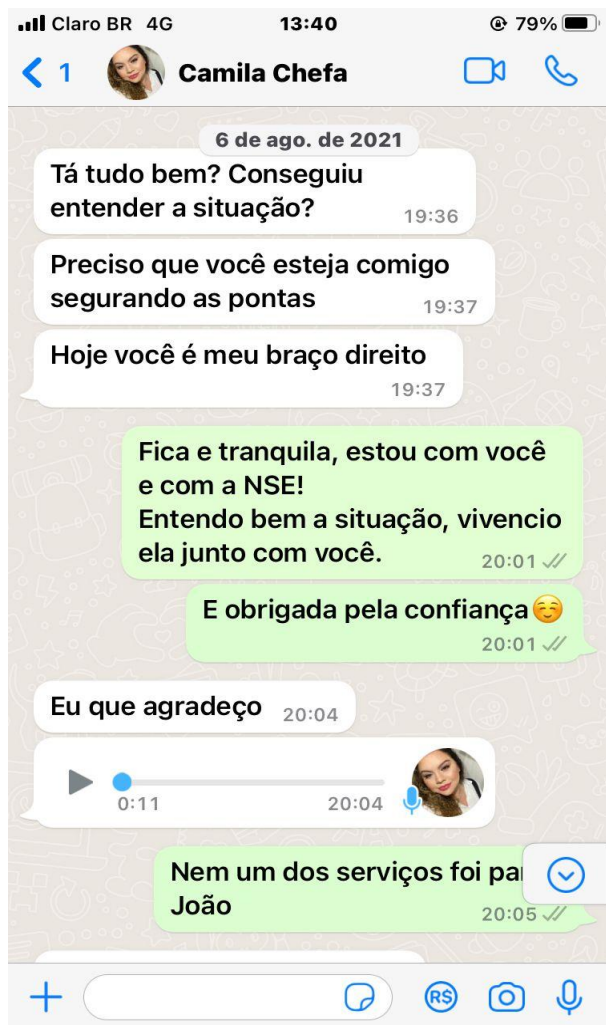 Claro BR 4G 13:40 79%
1 Camila Chefa
6 de ago. de 2021
Tá tudo bem? Conseguiu
entender a situação? 19:36
Preciso que você esteja comigo
segurando as pontas 19:37
Hoje você é meu braço direito
19:37
Fica e tranquila, estou com você
e com a NSE!
Entendo bem a situação, vivencio
ela junto com você. 20:01
E obrigada pela confiança
20:01
Eu que agradeço 20:04
0:11 20:04
Nem um dos serviços foi
João 20:05
R$